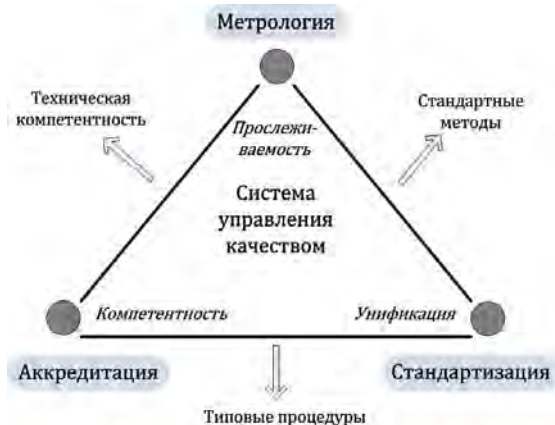 Метрология
Техническая
компетентность
Стандартные
методы
Прослежи-
ваемость
Система
управления
качеством
Компетентность
Унификация
Аккредитация
Стандартизация
Типовые процедуры